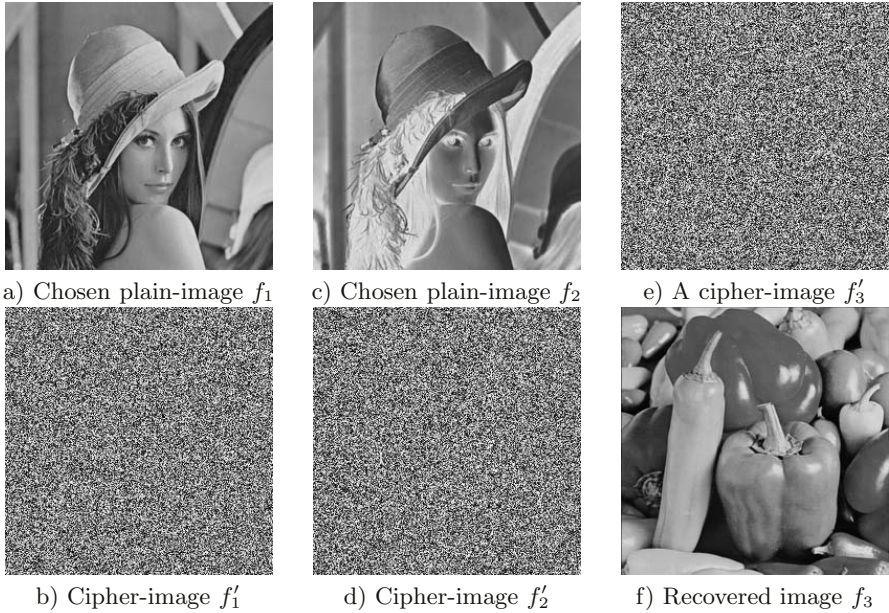 a) Chosen plain-image f₁
c) Chosen plain-image f₂
e) A cipher-image f₃′
b) Cipher-image f₁′
d) Cipher-image f₂′
f) Recovered image f₃